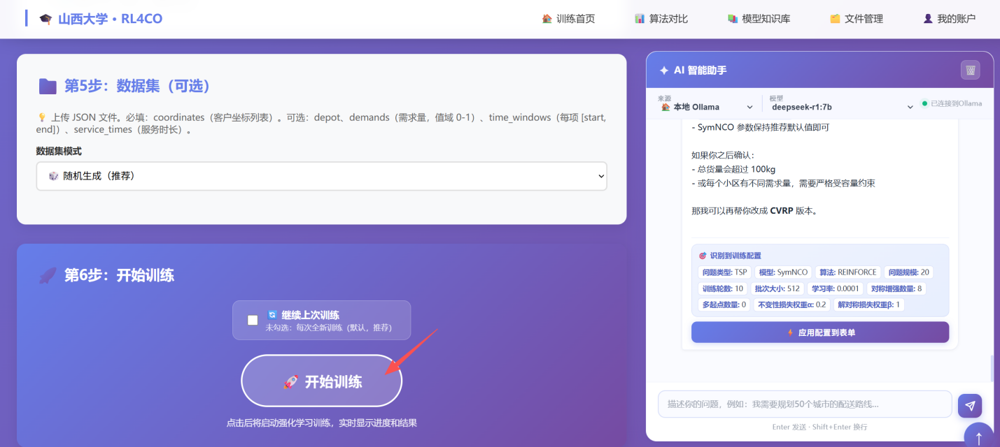 山西大学 • RL4CO
训练首页
算法对比
模型知识库
文件管理
我的账户
第5步：数据集（可选）
上传 JSON 文件。必填：coordinates（客户坐标列表）。可选：depot、demands（需求量，值域 0-1）、time_windows（每项 [start,
end]）、service_times（服务时长）。
数据集模式
随机生成（推荐）
第6步：开始训练
继续上次训练
未勾选：每次全新训练（默认，推荐）
开始训练
点击后将启动强化学习训练，实时显示进度和结果
AI 智能助手
来源
本地 Ollama
模型
deepseek-r1:7b
已连接到Ollama
- SymNCO 参数保持推荐默认值即可
如果你之后确认：
- 总货量会超过 100kg
- 或每个小区有不同需求量，需要严格受容量约束
那我可以再帮你改成 CVRP 版本。
识别到训练配置
问题类型: TSP 模型: SymNCO 算法: REINFORCE 问题规模: 20
训练轮数: 10 批次大小: 512 学习率: 0.0001 对称增强数量: 8
多起点数量: 0 不变性损失权重α: 0.2 解对称损失权重β: 1
应用配置到表单
描述你的问题，例如：我需要规划50个城市的配送路线...
Enter 发送 · Shift+Enter 换行